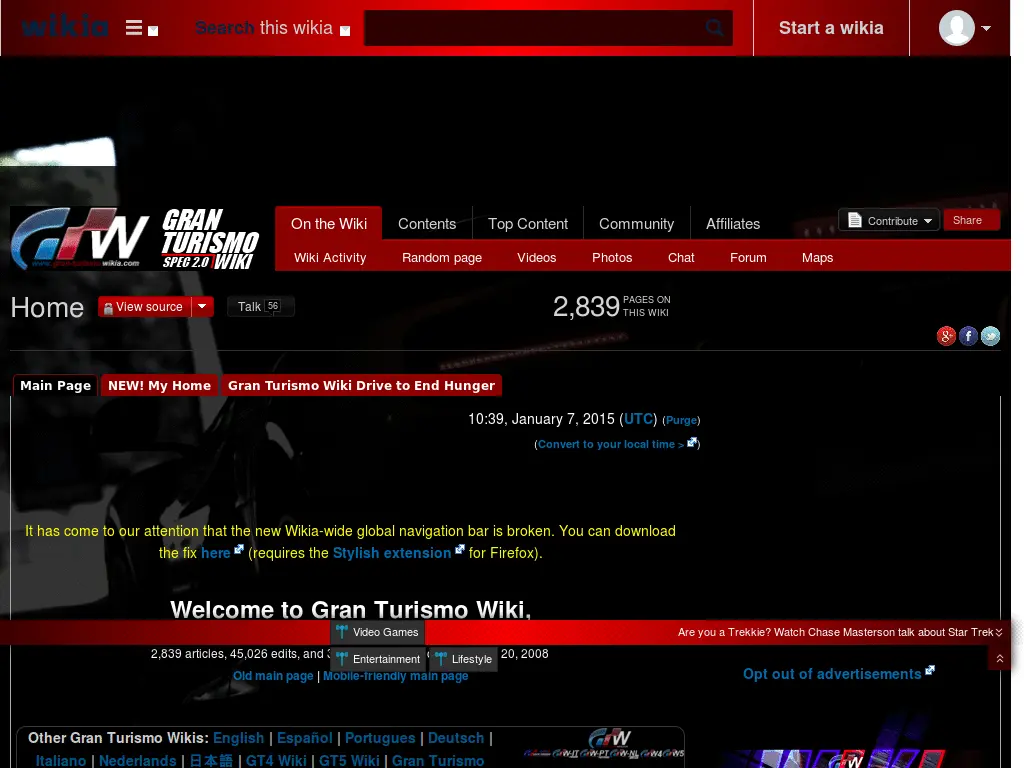 wikia Search this wikia Start a wikia
GTW GRAN TURISMO SPEC 2.0 WIKI
On the Wiki Contents Top Content Community Affiliates Contribute Share
Wiki Activity Random page Videos Photos Chat Forum Maps
Home View source Talk 56 2,839 PAGES ON THIS WIKI
Main Page NEW! My Home Gran Turismo Wiki Drive to End Hunger
10:39, January 7, 2015 (UTC) (Purge)
(Convert to your local time >)
It has come to our attention that the new Wikia-wide global navigation bar is broken. You can download
the fix here (requires the Stylish extension for Firefox).
Welcome to Gran Turismo Wiki,
Video Games Are you a Trekkie? Watch Chase Masterson talk about Star Trek
2,839 articles, 45,026 edits, and 20, 2008
Entertainment Lifestyle
Old main page | Mobile-friendly main page
Opt out of advertisements
Other Gran Turismo Wikis: English | Español | Portugues | Deutsch |
Italiano | Nederlands | 日本語 | GT4 Wiki | GT5 Wiki | Gran Turismo